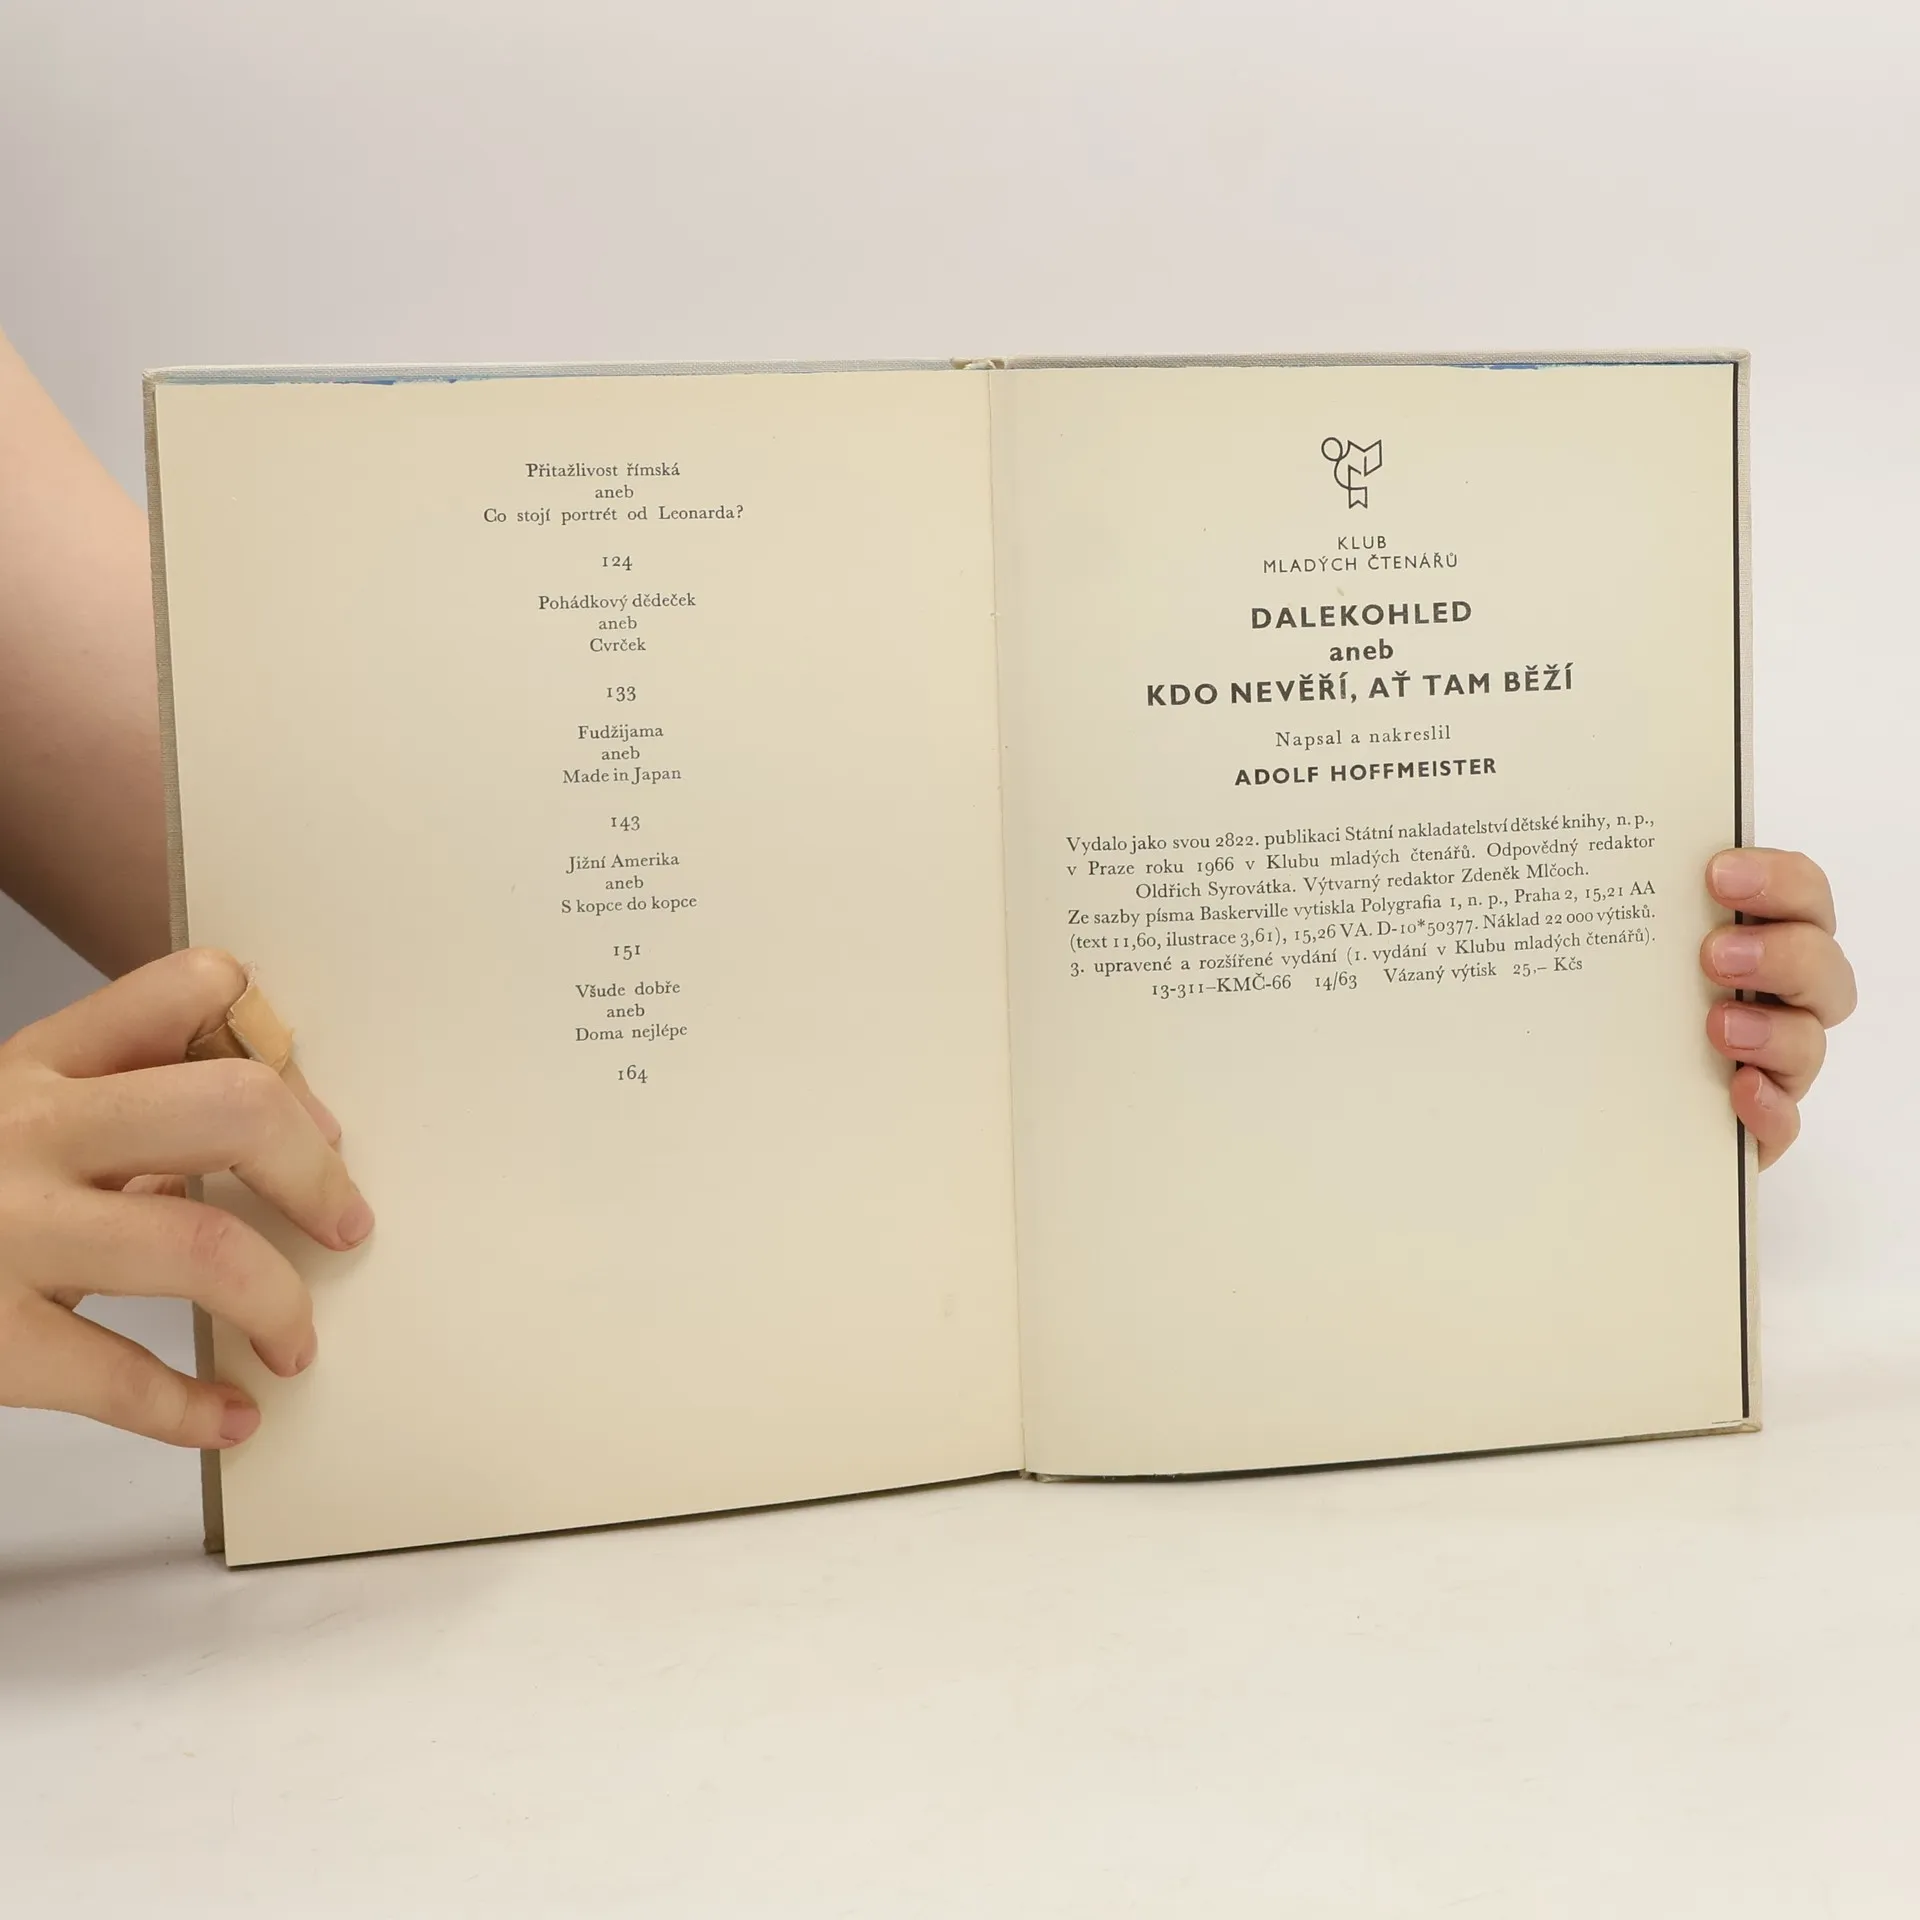 Přitažlivost římská
aneb
Co stojí portrét od Leonarda?
124
Pohádkový dědeček
aneb
Cvrček
133
Fudžijama
aneb
Made in Japan
143
Jižní Amerika
aneb
S kopce do kopce
151
Všude dobře
aneb
Doma nejlépe
164
KLUB
MLADÝCH ČTENÁŘŮ
DALEKOHLED
aneb
KDO NEVĚŘÍ, AŤ TAM BĚŽÍ
Napsal a nakreslil
ADOLF HOFFMEISTER
Vydalo jako svou 2822. publikaci Státní nakladatelství dětské knihy, n. p.,
v Praze roku 1966 v Klubu mladých čtenářů. Odpovědný redaktor
Oldřich Syrovátka. Výtvarný redaktor Zdeněk Mlčoch.
Ze sazby písma Baskerville vytiskla Polygrafia 1, n. p., Praha 2, 15,21 AA
(text 11,60, ilustrace 3,61), 15,26 VA. D-10*50377. Náklad 22 000 výtisků.
3. upravené a rozšířené vydání (1. vydání v Klubu mladých čtenářů).
13-311–KMČ-66 14/63 Vázaný výtisk 25,– Kčs